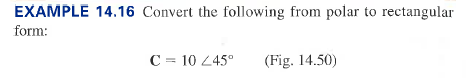 EXAMPLE 14.16 Convert the following from polar to rectangular
form:
C = 10 ∠45° (Fig. 14.50)